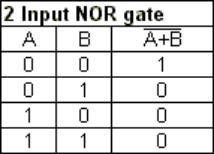 2 Input NOR gate
A B A̅+̅B̅
0 0 1
0 1 0
1 0 0
1 1 0